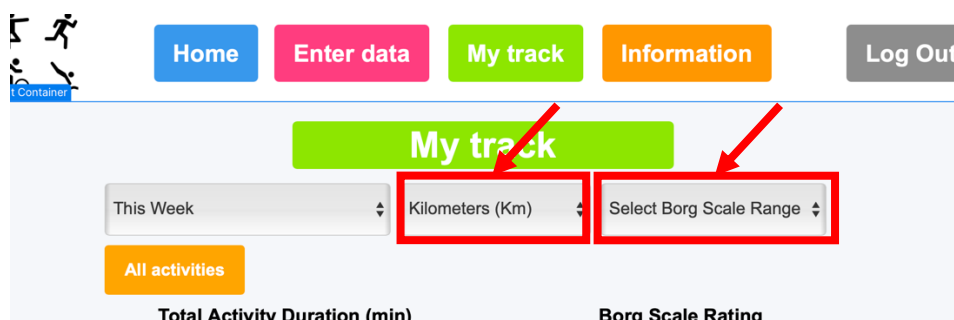 Home Enter data My track Information Log Out
t Container
My track
This Week Kilometers (Km) Select Borg Scale Range
All activities
Total Activity Duration (min) Borg Scale Rating